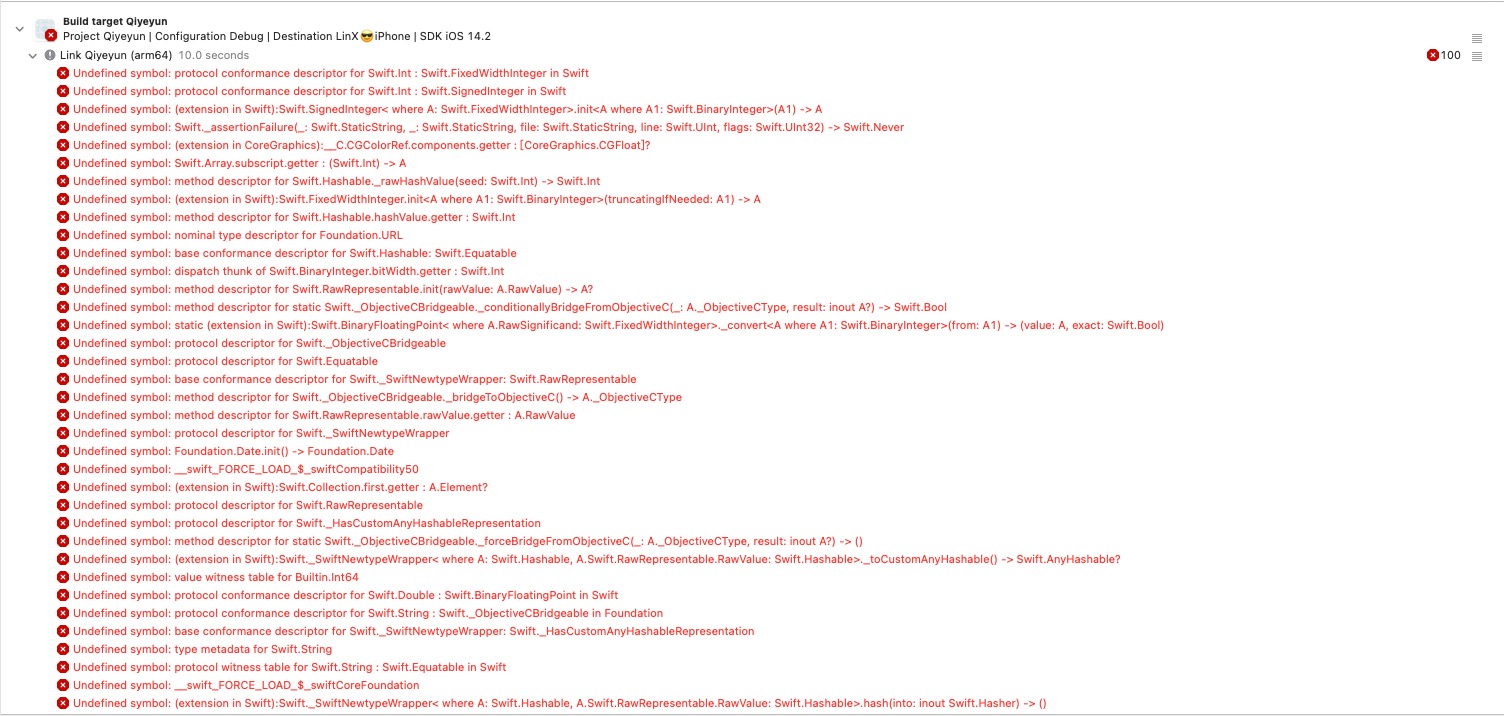 Build target Qiyeyun
Project Qiyeyun | Configuration Debug | Destination LinX😎iPhone | SDK iOS 14.2
Link Qiyeyun (arm64) 10.0 seconds 100
Undefined symbol: protocol conformance descriptor for Swift.Int : Swift.FixedWidthInteger in Swift
Undefined symbol: protocol conformance descriptor for Swift.Int : Swift.SignedInteger in Swift
Undefined symbol: (extension in Swift):Swift.SignedInteger< where A: Swift.FixedWidthInteger>.init<A where A1: Swift.BinaryInteger>(A1) -> A
Undefined symbol: Swift._assertionFailure(_: Swift.StaticString, _: Swift.StaticString, file: Swift.StaticString, line: Swift.UInt, flags: Swift.UInt32) -> Swift.Never
Undefined symbol: (extension in CoreGraphics):__C.CGColorRef.components.getter : [CoreGraphics.CGFloat]?
Undefined symbol: Swift.Array.subscript.getter : (Swift.Int) -> A
Undefined symbol: method descriptor for Swift.Hashable._rawHashValue(seed: Swift.Int) -> Swift.Int
Undefined symbol: (extension in Swift):Swift.FixedWidthInteger.init<A where A1: Swift.BinaryInteger>(truncatingIfNeeded: A1) -> A
Undefined symbol: method descriptor for Swift.Hashable.hashValue.getter : Swift.Int
Undefined symbol: nominal type descriptor for Foundation.URL
Undefined symbol: base conformance descriptor for Swift.Hashable: Swift.Equatable
Undefined symbol: dispatch thunk of Swift.BinaryInteger.bitWidth.getter : Swift.Int
Undefined symbol: method descriptor for Swift.RawRepresentable.init(rawValue: A.RawValue) -> A?
Undefined symbol: method descriptor for static Swift._ObjectiveCBridgeable._conditionallyBridgeFromObjectiveC(_: A._ObjectiveCType, result: inout A?) -> Swift.Bool
Undefined symbol: static (extension in Swift):Swift.BinaryFloatingPoint< where A.RawSignificand: Swift.FixedWidthInteger>._convert<A where A1: Swift.BinaryInteger>(from: A1) -> (value: A, exact: Swift.Bool)
Undefined symbol: protocol descriptor for Swift._ObjectiveCBridgeable
Undefined symbol: protocol descriptor for Swift.Equatable
Undefined symbol: base conformance descriptor for Swift._SwiftNewtypeWrapper: Swift.RawRepresentable
Undefined symbol: method descriptor for Swift._ObjectiveCBridgeable._bridgeToObjectiveC() -> A._ObjectiveCType
Undefined symbol: method descriptor for Swift.RawRepresentable.rawValue.getter : A.RawValue
Undefined symbol: protocol descriptor for Swift._SwiftNewtypeWrapper
Undefined symbol: Foundation.Date.init() -> Foundation.Date
Undefined symbol: __swift_FORCE_LOAD_$_swiftCompatibility50
Undefined symbol: (extension in Swift):Swift.Collection.first.getter : A.Element?
Undefined symbol: protocol descriptor for Swift.RawRepresentable
Undefined symbol: protocol descriptor for Swift._HasCustomAnyHashableRepresentation
Undefined symbol: method descriptor for static Swift._ObjectiveCBridgeable._forceBridgeFromObjectiveC(_: A._ObjectiveCType, result: inout A?) -> ()
Undefined symbol: (extension in Swift):Swift._SwiftNewtypeWrapper< where A: Swift.Hashable, A.Swift.RawRepresentable.RawValue: Swift.Hashable>._toCustomAnyHashable() -> Swift.AnyHashable?
Undefined symbol: value witness table for Builtin.Int64
Undefined symbol: protocol conformance descriptor for Swift.Double : Swift.BinaryFloatingPoint in Swift
Undefined symbol: protocol conformance descriptor for Swift.String : Swift._ObjectiveCBridgeable in Foundation
Undefined symbol: base conformance descriptor for Swift._SwiftNewtypeWrapper: Swift._HasCustomAnyHashableRepresentation
Undefined symbol: type metadata for Swift.String
Undefined symbol: protocol witness table for Swift.String : Swift.Equatable in Swift
Undefined symbol: __swift_FORCE_LOAD_$_swiftCoreFoundation
Undefined symbol: (extension in Swift):Swift._SwiftNewtypeWrapper< where A: Swift.Hashable, A.Swift.RawRepresentable.RawValue: Swift.Hashable>.hash(into: inout Swift.Hasher) -> ()